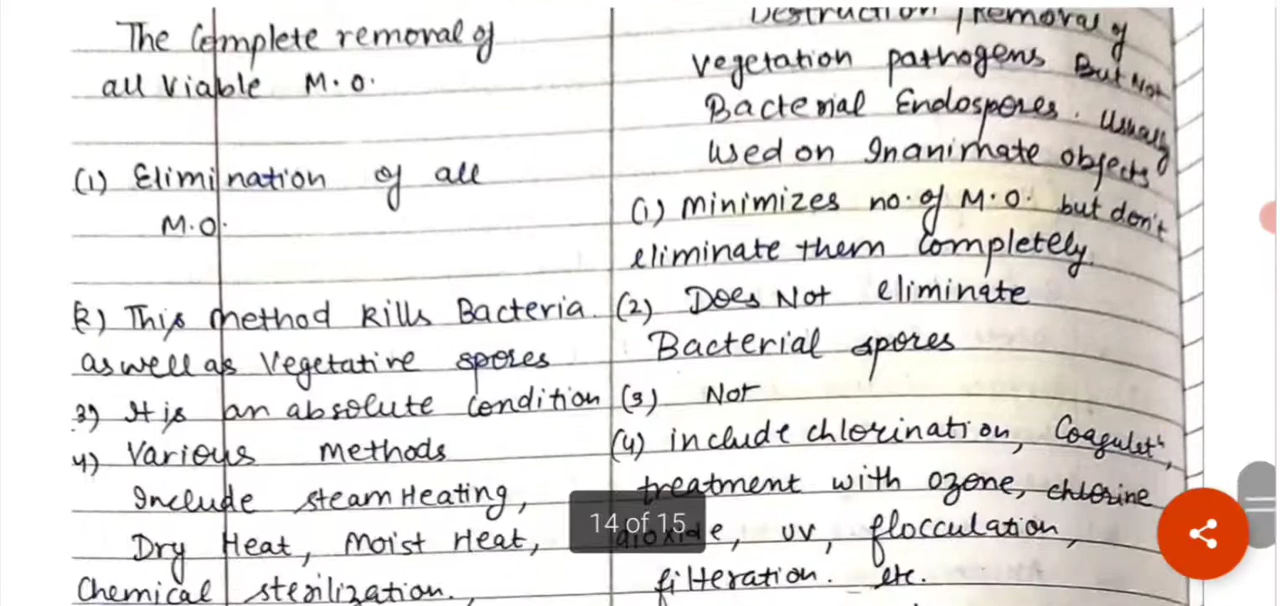 The Complete removal of
all Viable M.O.
(1) Elimination of all
M.O.
(2) This method kills Bacteria
as well as Vegetative spores
3) It is an absolute condition
4) Various methods
Include steam Heating,
Dry Heat, Moist Heat,
Chemical sterilization.
Destruction / Removal of
vegetation pathogens But Not
Bacterial Endospores. Usually
used on Inanimate objects
(1) minimizes no. of M.O. but don't
eliminate them Completely.
(2) Does Not eliminate
Bacterial spores
(3) Not
(4) include chlorination, Coagulatn,
treatment with ozone, chlorine
dioxide, UV, flocculation,
filteration. etc.
14 of 15